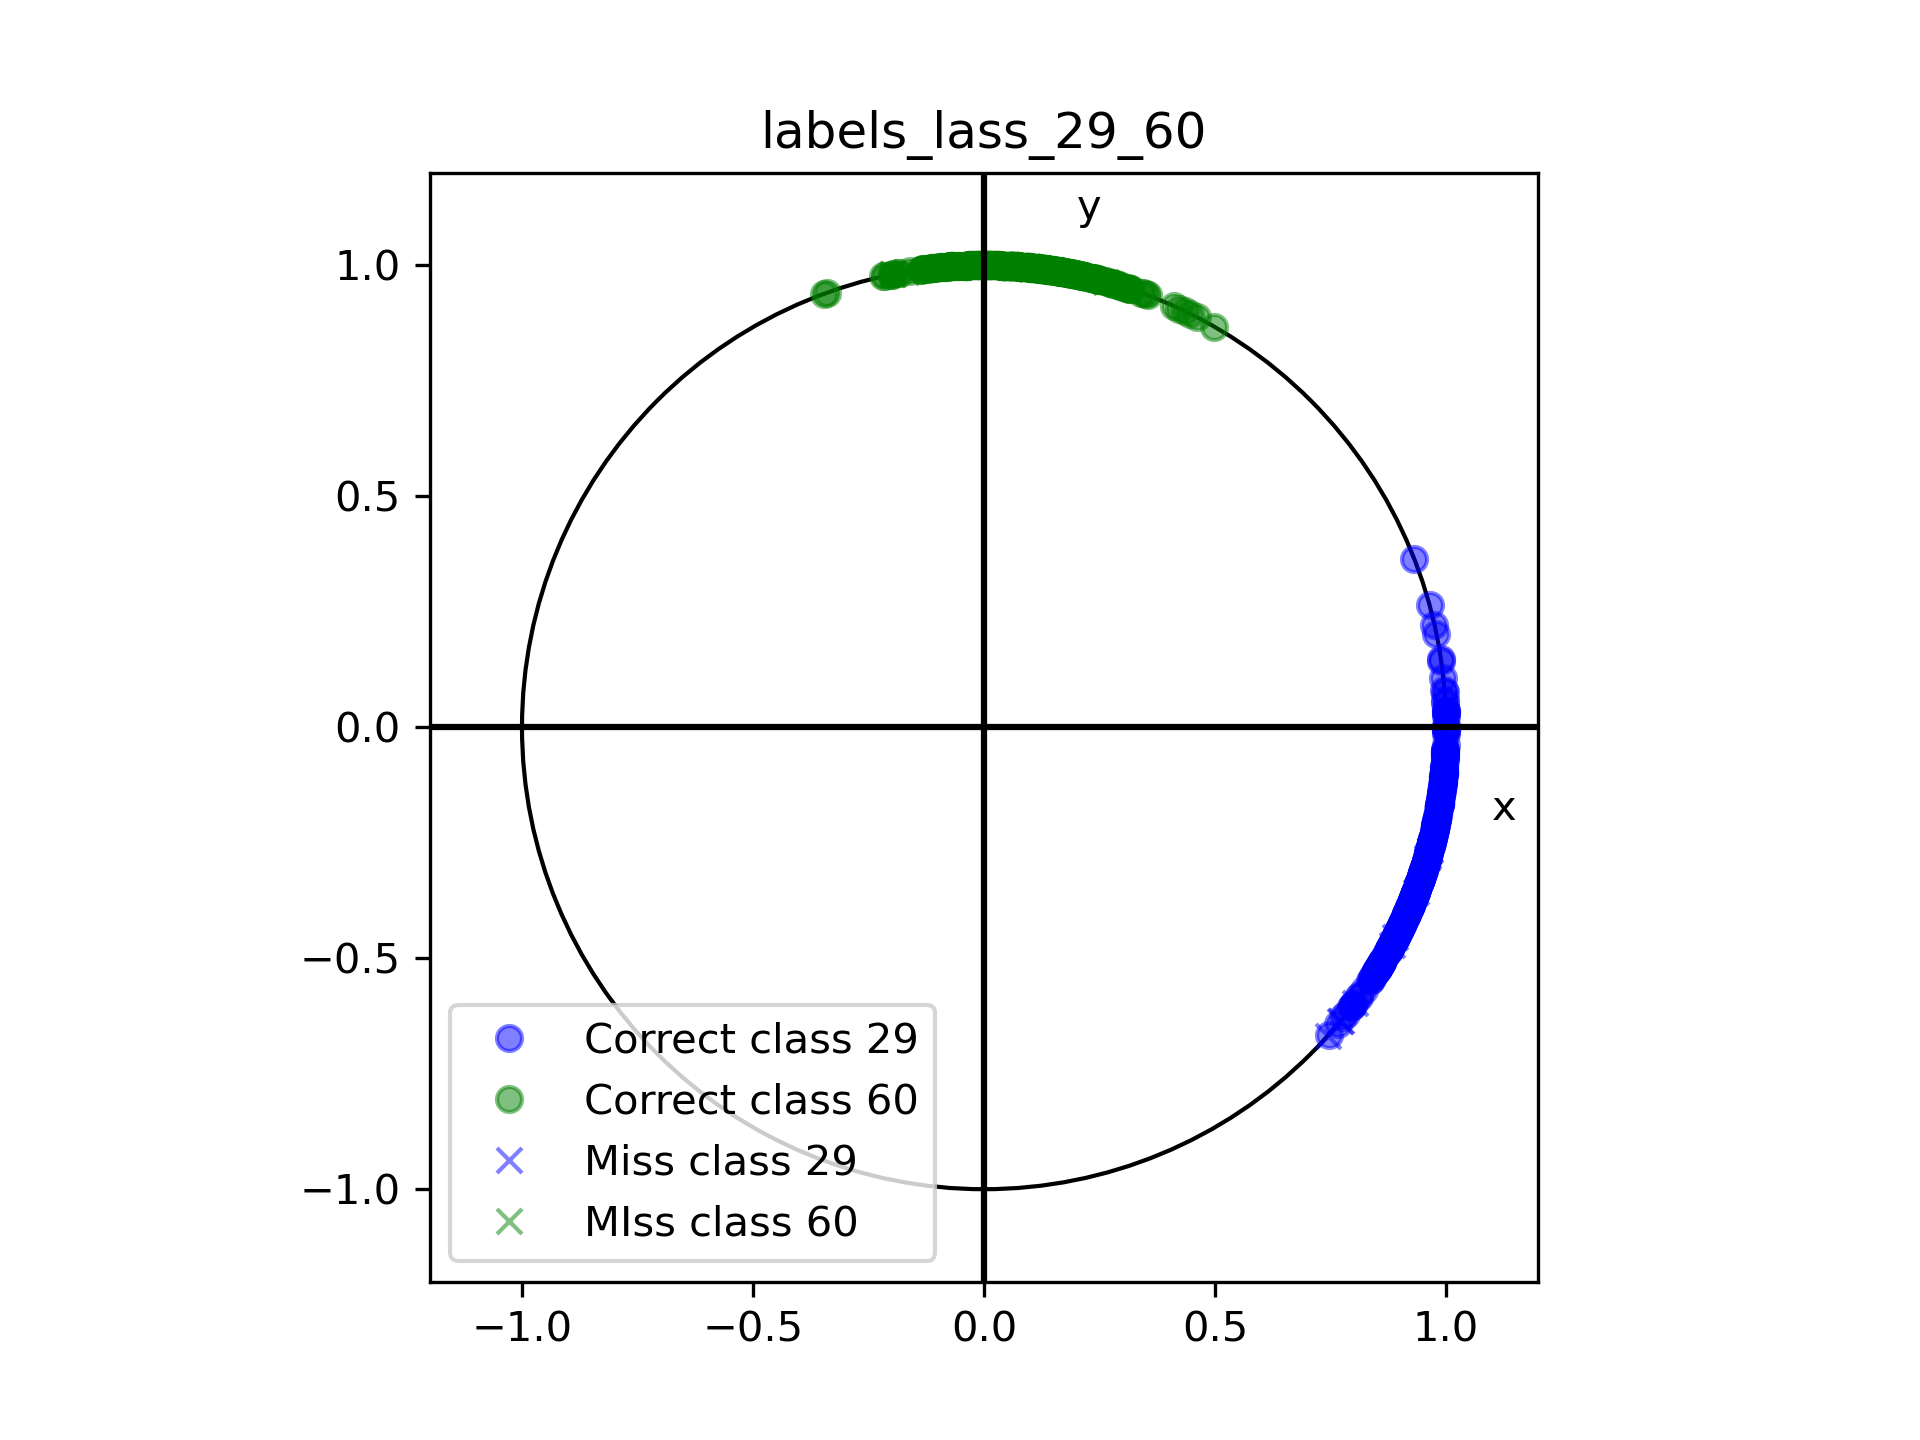 labels_lass_29_60
y
1.0
0.5
0.0
x
−0.5
−1.0
Correct class 29
Correct class 60
Miss class 29
MIss class 60
−1.0 −0.5 0.0 0.5 1.0